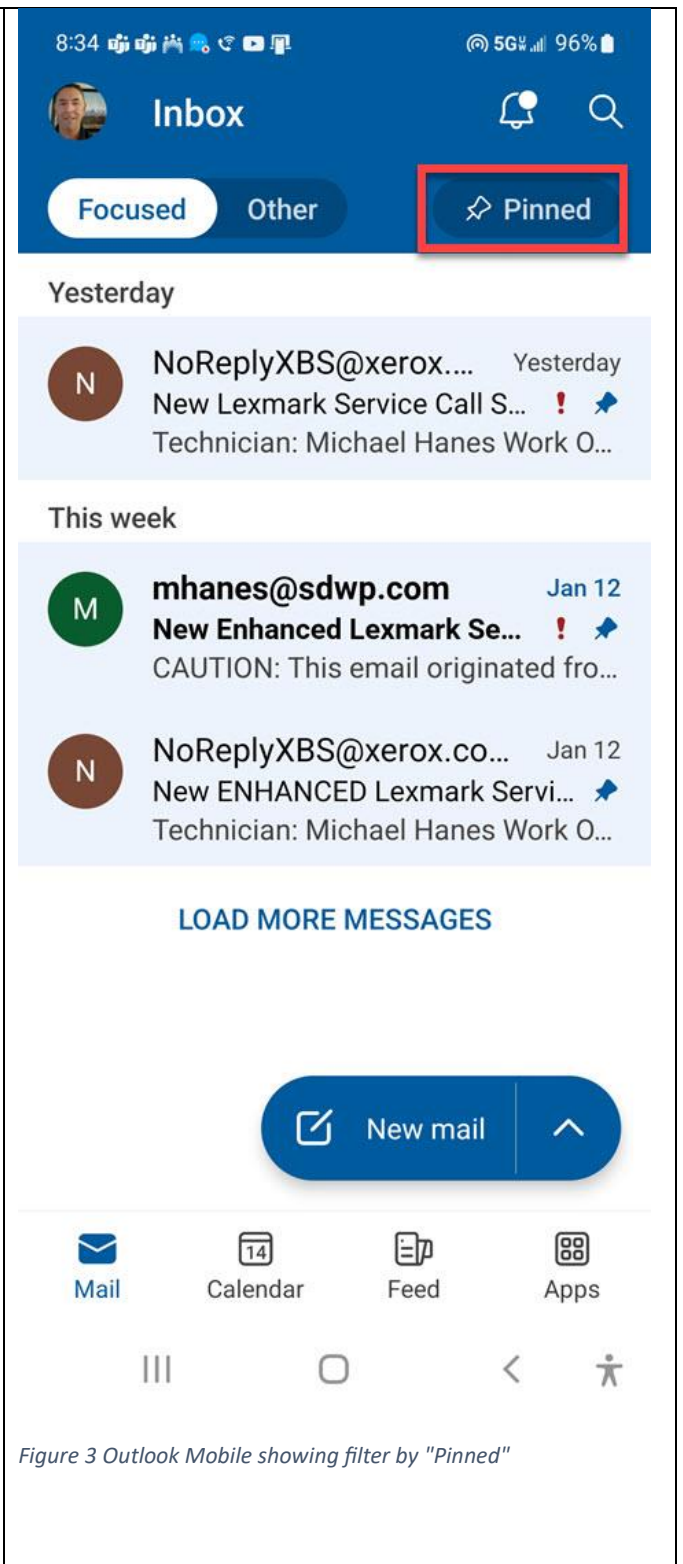 8:34 5G 96%
Inbox
Focused Other Pinned
Yesterday
N NoReplyXBS@xerox.... Yesterday
New Lexmark Service Call S... !
Technician: Michael Hanes Work O...
This week
M mhanes@sdwp.com Jan 12
New Enhanced Lexmark Se... !
CAUTION: This email originated fro...
N NoReplyXBS@xerox.co... Jan 12
New ENHANCED Lexmark Servi...
Technician: Michael Hanes Work O...
LOAD MORE MESSAGES
New mail
14
Mail Calendar Feed Apps
Figure 3 Outlook Mobile showing filter by "Pinned"